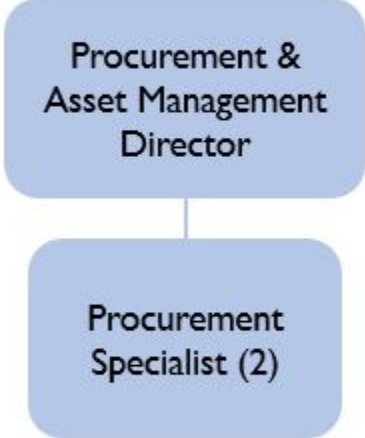 Procurement &
Asset Management
Director
Procurement
Specialist (2)